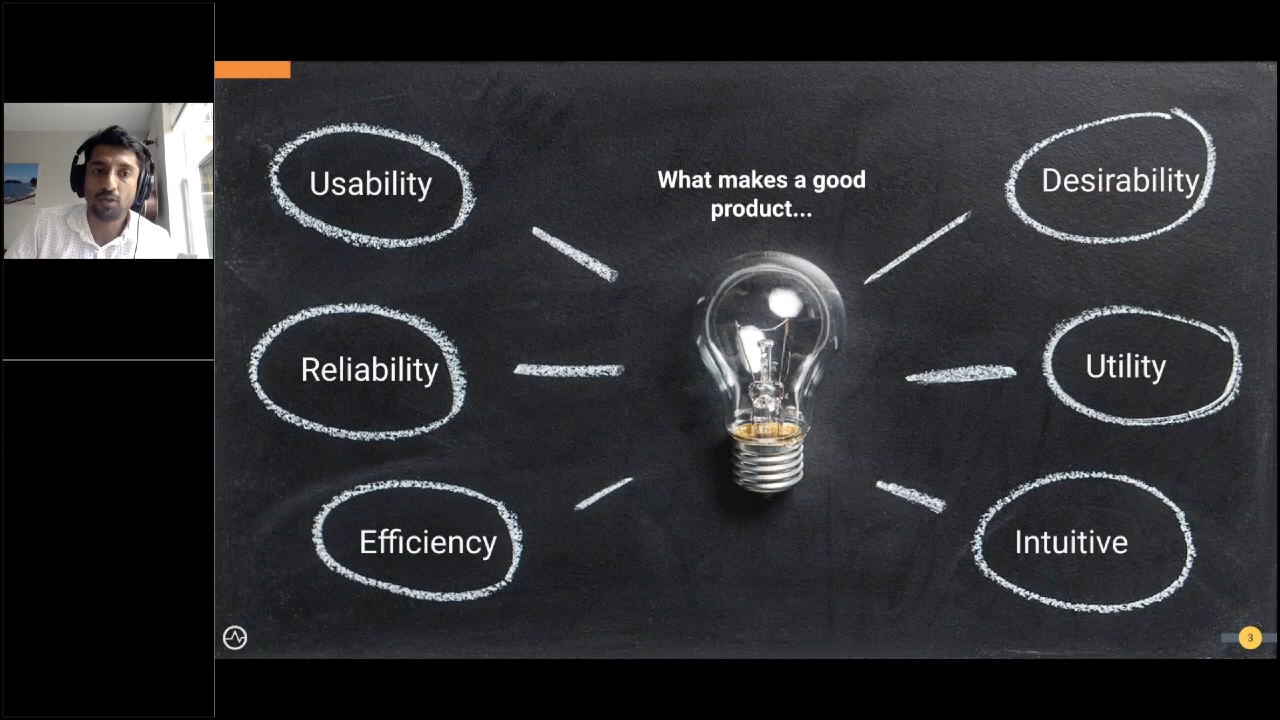 Usability
What makes a good
product...
Desirability
Reliability
Utility
Efficiency
Intuitive
3